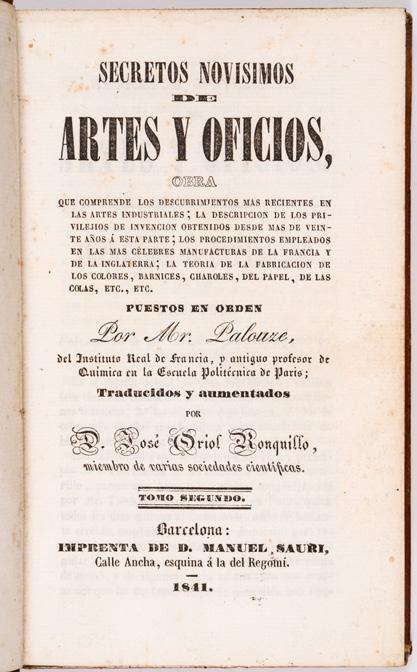 SECRETOS NOVISIMOS
DE
ARTES Y OFICIOS,
OBRA
QUE COMPRENDE LOS DESCUBRIMIENTOS MAS RECIENTES EN
LAS ARTES INDUSTRIALES; LA DESCRIPCION DE LOS PRI-
VILEJIOS DE INVENCION OBTENIDOS DESDE MAS DE VEIN-
TE AÑOS Á ESTA PARTE; LOS PROCEDIMIENTOS EMPLEADOS
EN LAS MAS CÉLEBRES MANUFACTURAS DE LA FRANCIA Y
DE LA INGLATERRA; LA TEORIA DE LA FABRICACION DE
LOS COLORES, BARNICES, CHAROLES, DEL PAPEL, DE LAS
COLAS, ETC., ETC.
PUESTOS EN ORDEN
Por Mr. Palouze,
del Instituto Real de Francia, y antiguo profesor de
Química en la Escuela Politécnica de Paris;
Traducidos y aumentados
POR
D. José Oriol Ronquillo,
miembro de varias sociedades científicas.
TOMO SEGUNDO.
Barcelona:
IMPRENTA DE D. MANUEL SAURI,
Calle Ancha, esquina á la del Regomí.
1841.